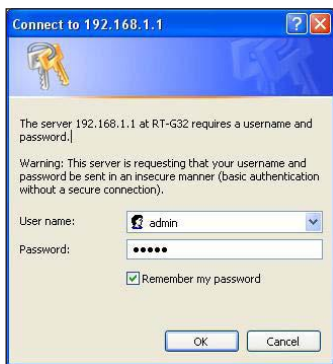 Connect to 192.168.1.1
The server 192.168.1.1 at RT-G32 requires a username and
password.
Warning: This server is requesting that your username and
password be sent in an insecure manner (basic authentication
without a secure connection).
User name:
admin
Password:
•••••
Remember my password
OK
Cancel